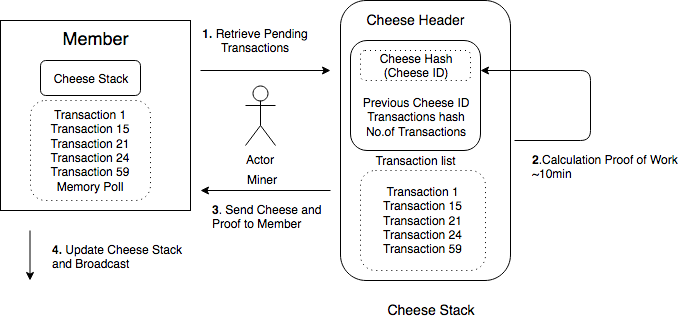 Member
Cheese Stack
Transaction 1
Transaction 15
Transaction 21
Transaction 24
Transaction 59
Memory Poll
4. Update Cheese Stack
and Broadcast
1. Retrieve Pending
Transactions
Actor
Miner
3. Send Cheese and
Proof to Member
Cheese Header
Cheese Hash
(Cheese ID)
Previous Cheese ID
Transactions hash
No.of Transactions
Transaction list
Transaction 1
Transaction 15
Transaction 21
Transaction 24
Transaction 59
Cheese Stack
2.Calculation Proof of Work
~10min